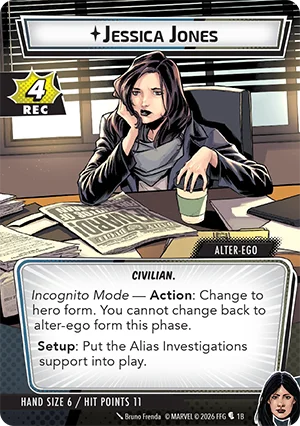 JESSICA JONES
4
REC
ALTER-EGO
CIVILIAN.
Incognito Mode — Action: Change to
hero form. You cannot change back to
alter-ego form this phase.
Setup: Put the Alias Investigations
support into play.
HAND SIZE 6 / HIT POINTS 11
Bruno Frenda © MARVEL © 2026 FFG 1B